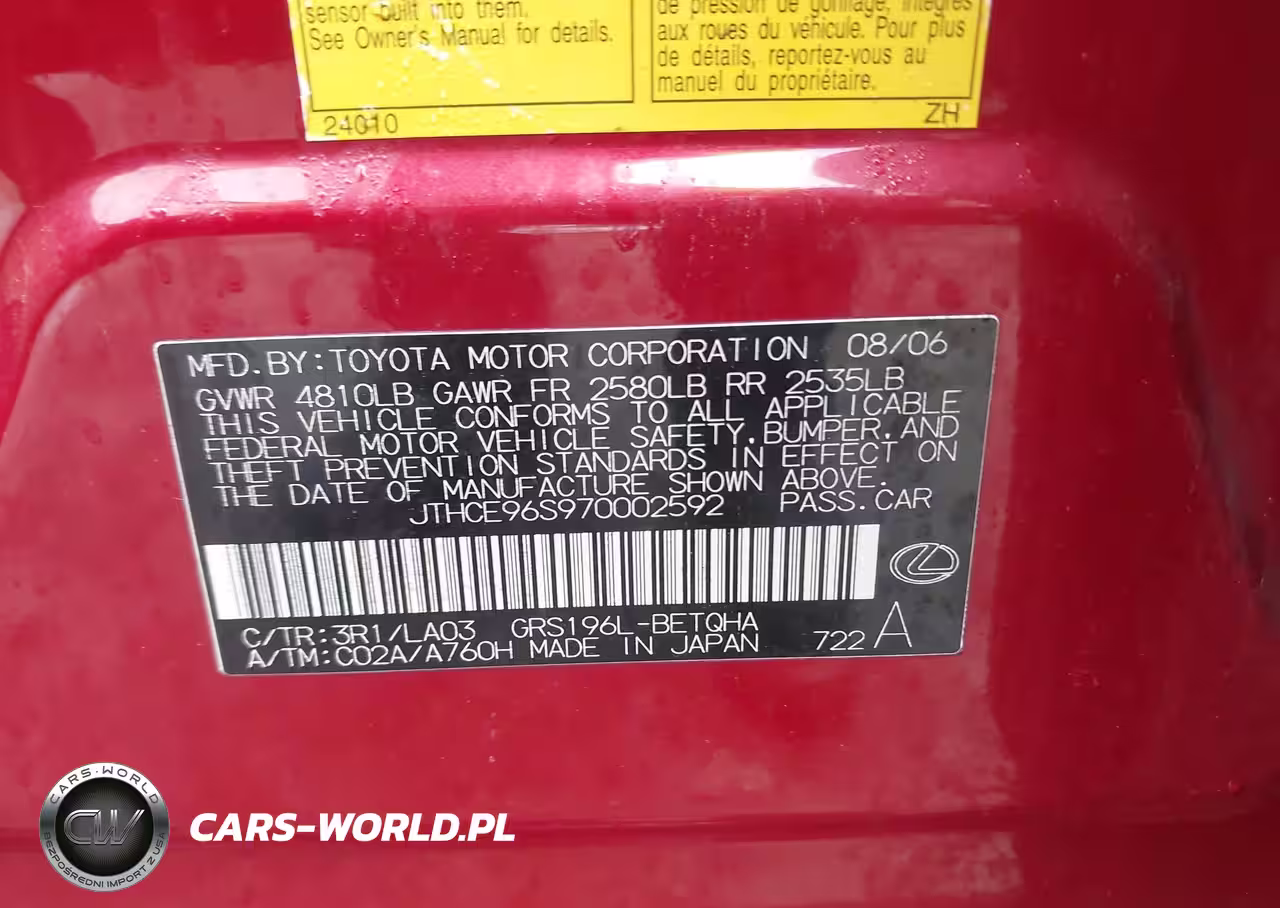 sensor built into them.
See Owner's Manual for details.
de pression de gonflage, intégrés
aux roues du véhicule. Pour plus
de détails, reportez-vous au
manuel du propriétaire.
24010
ZH
MFD.BY:TOYOTA MOTOR CORPORATION 08/06
GVWR 4810LB GAWR FR 2580LB RR 2535LB
THIS VEHICLE CONFORMS TO ALL APPLICABLE
FEDERAL MOTOR VEHICLE SAFETY,BUMPER,AND
THEFT PREVENTION STANDARDS IN EFFECT ON
THE DATE OF MANUFACTURE SHOWN ABOVE.
JTHCE96S970002592 PASS.CAR
C/TR:3R1/LA03 GRS196L-BETQHA
A/TM:C02A/A760H MADE IN JAPAN 722 A
CARS-WORLD
CW
BEZPOŚREDNI IMPORT Z USA
CARS-WORLD.PL